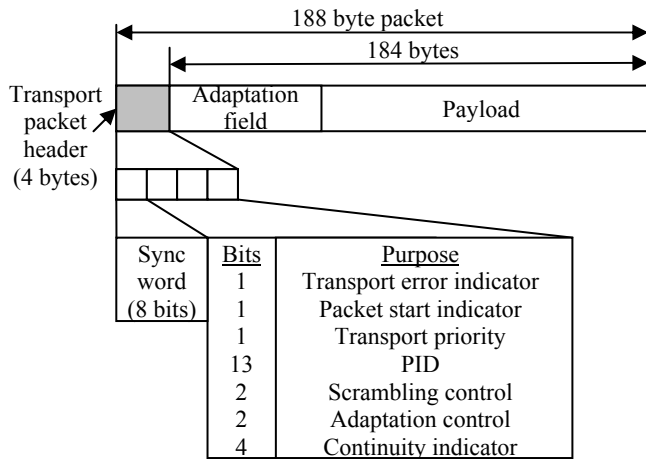 188 byte packet
184 bytes
Transport
packet
header
(4 bytes)
Adaptation
field
Payload
Sync
word
(8 bits)
Bits Purpose
1 Transport error indicator
1 Packet start indicator
1 Transport priority
13 PID
2 Scrambling control
2 Adaptation control
4 Continuity indicator